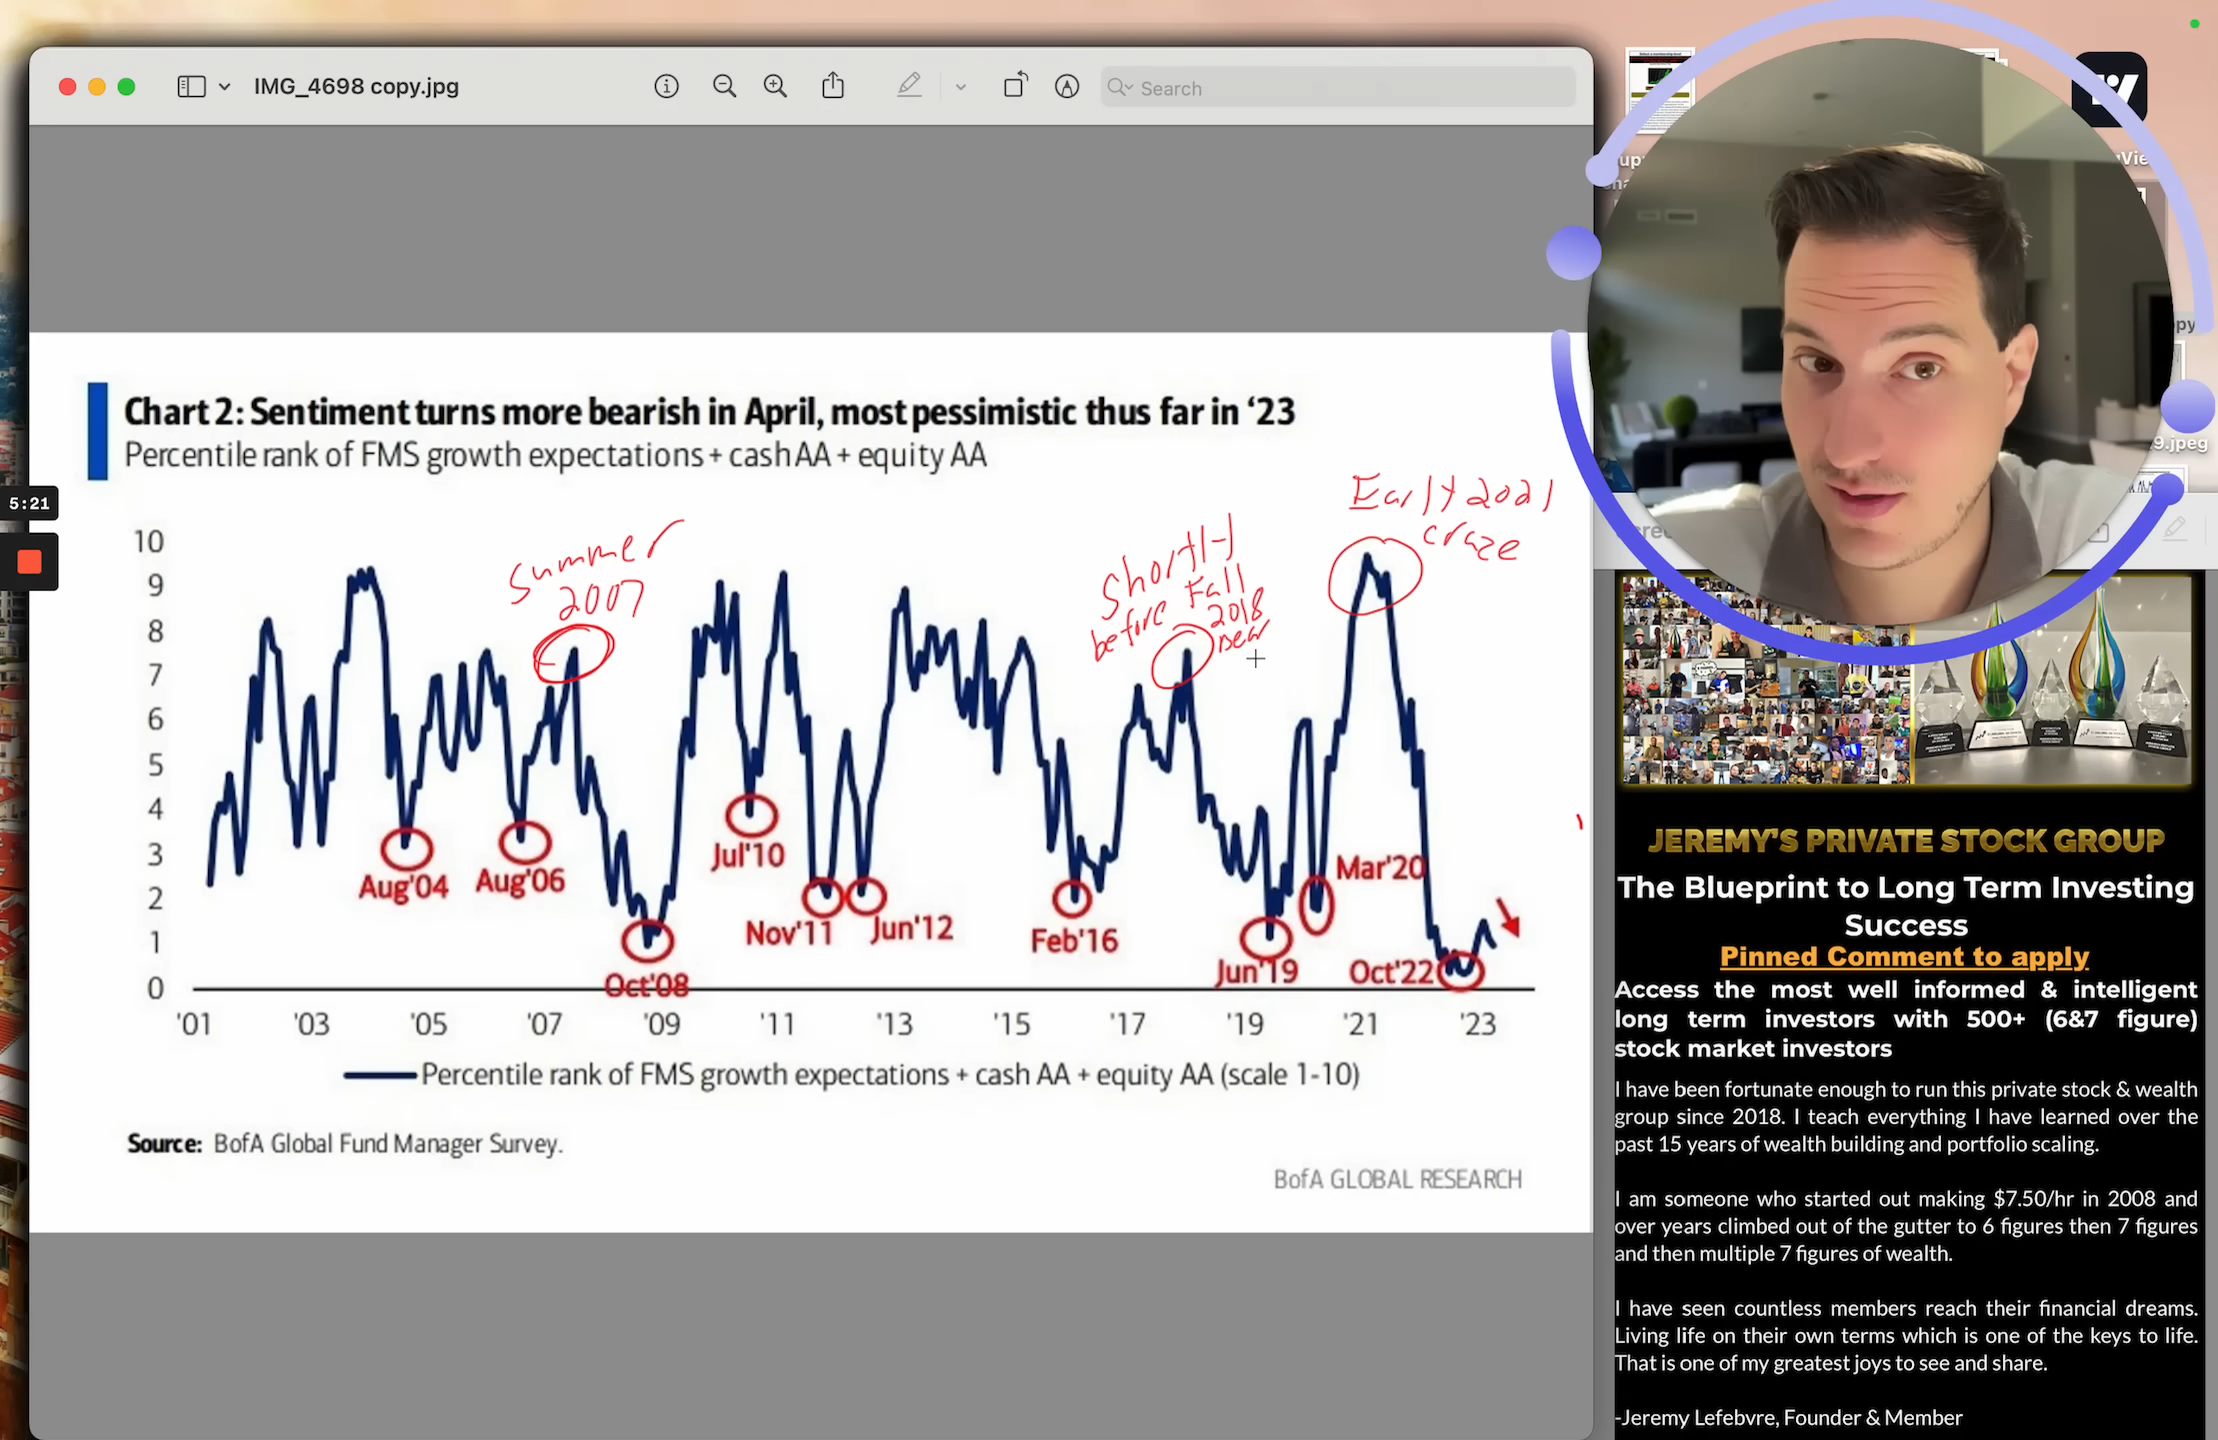 IMG_4698 copy.jpg
Search
Chart 2: Sentiment turns more bearish in April, most pessimistic thus far in ‘23
Percentile rank of FMS growth expectations + cash AA + equity AA
5:21
Summer
2007
Shortly
before Fall
2018
bear
Early 2021
craze
10
9
8
7
6
5
4
3
2
1
0
Aug'04
Aug'06
Oct'08
Jul'10
Nov'11
Jun'12
Feb'16
Jun'19
Mar'20
Oct'22
'01
'03
'05
'07
'09
'11
'13
'15
'17
'19
'21
'23
Percentile rank of FMS growth expectations + cash AA + equity AA (scale 1-10)
Source: BofA Global Fund Manager Survey.
BofA GLOBAL RESEARCH
9.jpeg
JEREMY'S PRIVATE STOCK GROUP
The Blueprint to Long Term Investing
Success
Pinned Comment to apply
Access the most well informed & intelligent
long term investors with 500+ (6&7 figure)
stock market investors
I have been fortunate enough to run this private stock & wealth
group since 2018. I teach everything I have learned over the
past 15 years of wealth building and portfolio scaling.
I am someone who started out making $7.50/hr in 2008 and
over years climbed out of the gutter to 6 figures then 7 figures
and then multiple 7 figures of wealth.
I have seen countless members reach their financial dreams.
Living life on their own terms which is one of the keys to life.
That is one of my greatest joys to see and share.
-Jeremy Lefebvre, Founder & Member